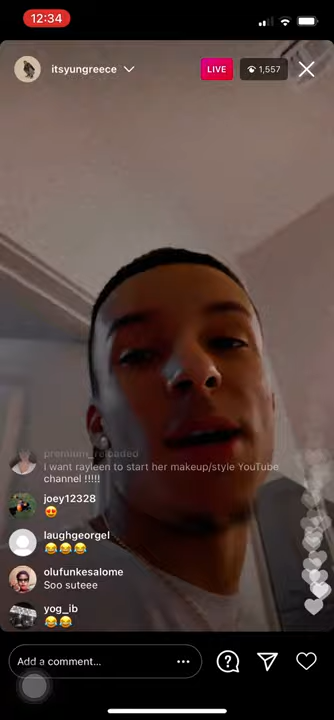 12:34
itsyungreece
LIVE
1,557
premium_reloaded
I want rayleen to start her makeup/style YouTube
channel !!!!!
joey12328
😍
laughgeorgel
😂😂😂
olufunkesalome
Soo suteee
yog_ib
😂😂
Add a comment...